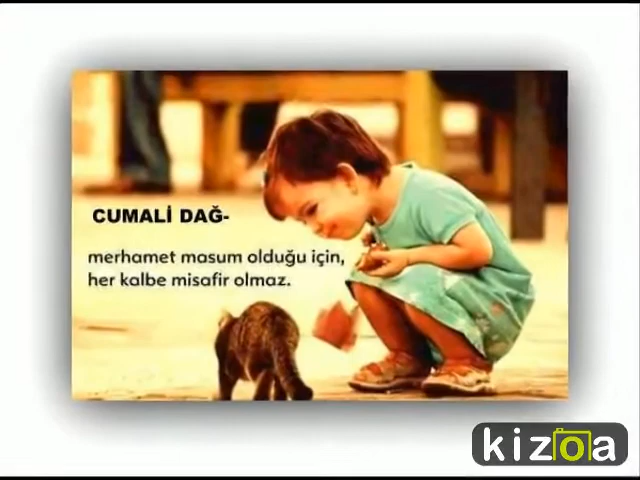 CUMALİ DAĞ-
merhamet masum olduğu için,
her kalbe misafir olmaz.
kizoa